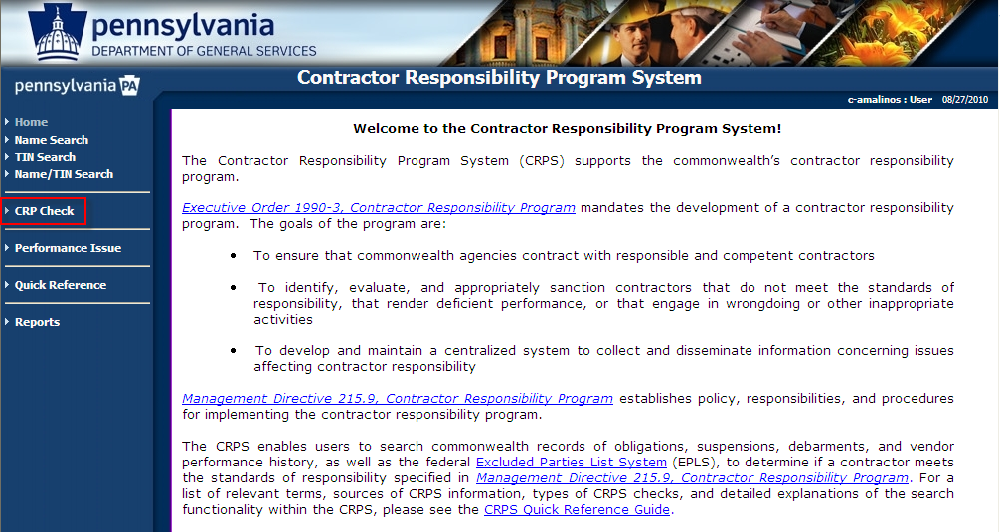 pennsylvania
DEPARTMENT OF GENERAL SERVICES
pennsylvania PA
Contractor Responsibility Program System
c-amalinos : User 08/27/2010
Home
Name Search
TIN Search
Name/TIN Search
CRP Check
Performance Issue
Quick Reference
Reports
Welcome to the Contractor Responsibility Program System!
The Contractor Responsibility Program System (CRPS) supports the commonwealth's contractor responsibility
program.
Executive Order 1990-3, Contractor Responsibility Program mandates the development of a contractor responsibility
program. The goals of the program are:
• To ensure that commonwealth agencies contract with responsible and competent contractors
• To identify, evaluate, and appropriately sanction contractors that do not meet the standards of
responsibility, that render deficient performance, or that engage in wrongdoing or other inappropriate
activities
• To develop and maintain a centralized system to collect and disseminate information concerning issues
affecting contractor responsibility
Management Directive 215.9, Contractor Responsibility Program establishes policy, responsibilities, and procedures
for implementing the contractor responsibility program.
The CRPS enables users to search commonwealth records of obligations, suspensions, debarments, and vendor
performance history, as well as the federal Excluded Parties List System (EPLS), to determine if a contractor meets
the standards of responsibility specified in Management Directive 215.9, Contractor Responsibility Program. For a
list of relevant terms, sources of CRPS information, types of CRPS checks, and detailed explanations of the search
functionality within the CRPS, please see the CRPS Quick Reference Guide.